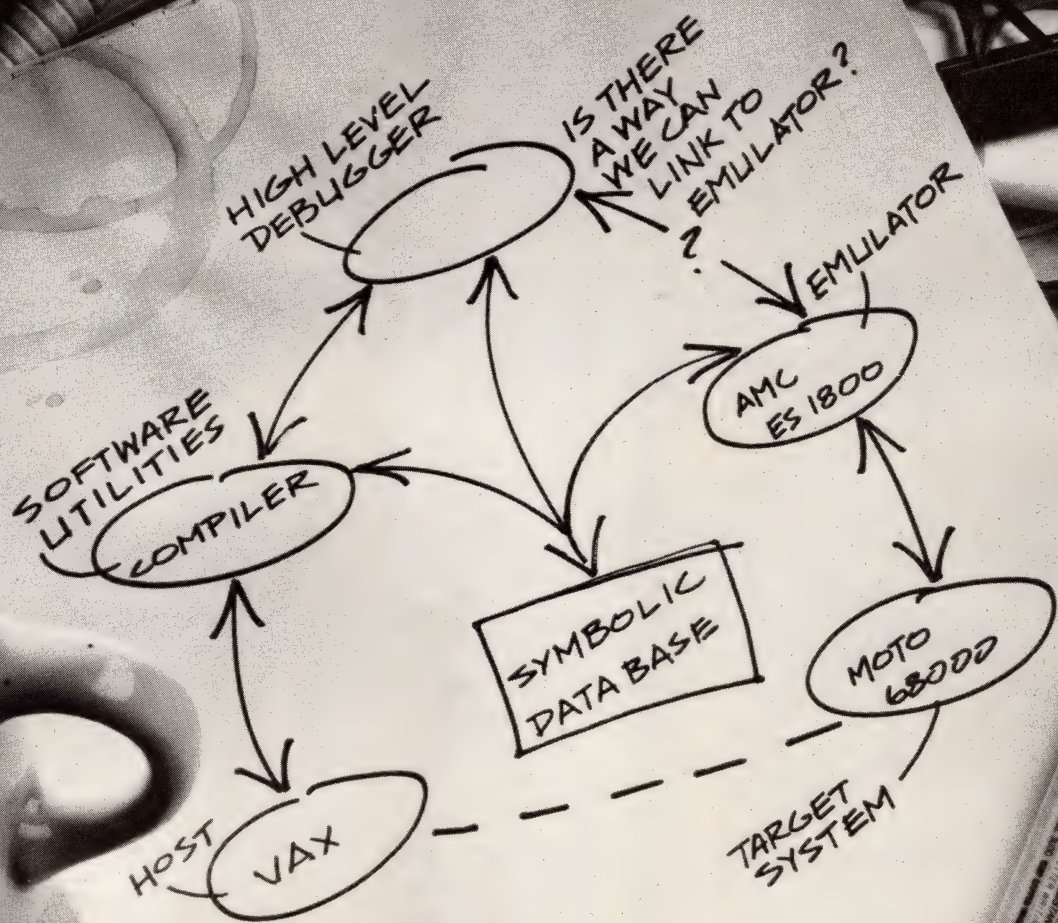 HIGH LEVEL
DEBUGGER
IS THERE
A WAY
WE CAN
LINK TO
EMULATOR?
?
EMULATOR
AMC
ES 1800
SOFTWARE
UTILITIES
COMPILER
SYMBOLIC
DATA BASE
MOTO
68000
HOST
VAX
TARGET
SYSTEM